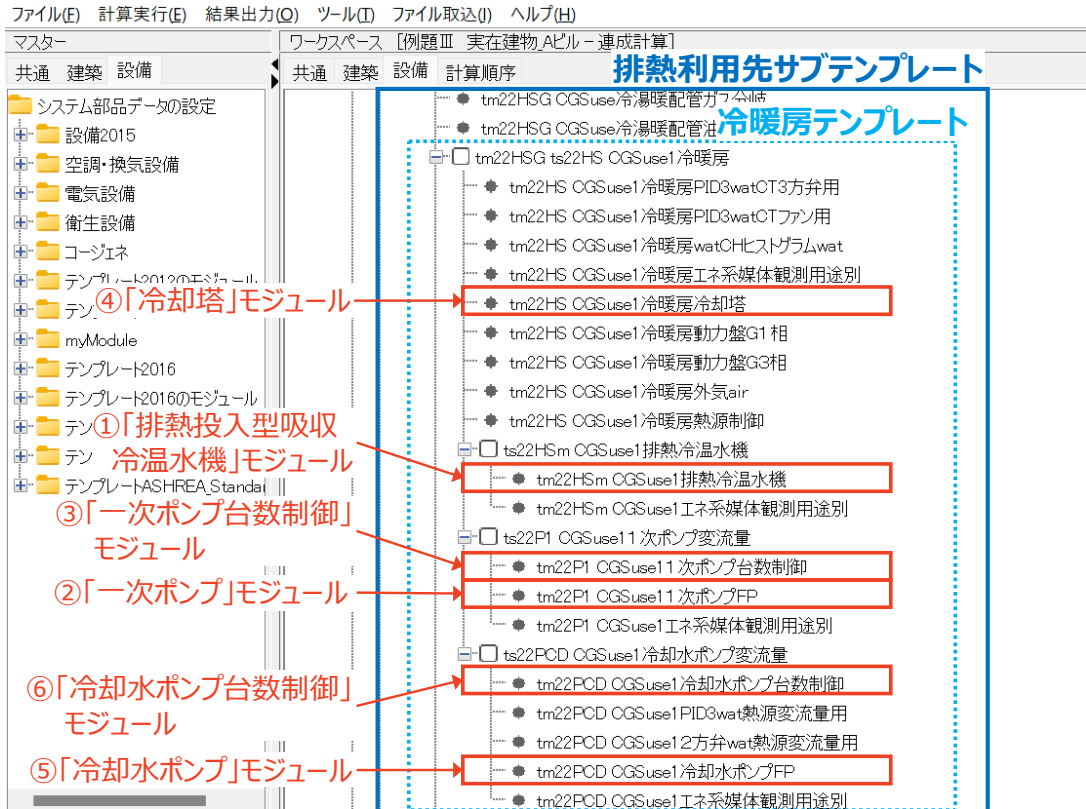 ファイル(F) 計算実行(E) 結果出力(O) ツール(T) ファイル取込(I) ヘルプ(H)
マスター
ワークスペース [例題Ⅲ 実在建物_Aビル - 連成計算]
共通 建築 設備
共通 建築 設備 計算順序
排熱利用先サブテンプレート
冷暖房テンプレート
システム部品データの設定
設備2015
空調・換気設備
電気設備
衛生設備
コージェネ
テンプレート2012のモジュール
テン
myModule
テンプレート2016
テンプレート2016のモジュール
テン
テン
テンプレートASHREA_Standa
④「冷却塔」モジュール
①「排熱投入型吸収
冷温水機」モジュール
③「一次ポンプ台数制御」
モジュール
②「一次ポンプ」モジュール
⑥「冷却水ポンプ台数制御」
モジュール
⑤「冷却水ポンプ」モジュール
tm22HSG CGSuse冷湯暖配管ガス分岐
tm22HSG CGSuse冷湯暖配管油
tm22HSG ts22HS CGSuse1冷暖房
tm22HS CGSuse1冷暖房PID3watCT3方弁用
tm22HS CGSuse1冷暖房PID3watCTファン用
tm22HS CGSuse1冷暖房watCHヒストグラムwat
tm22HS CGSuse1冷暖房エネ系媒体観測用途別
tm22HS CGSuse1冷暖房冷却塔
tm22HS CGSuse1冷暖房動力盤G1相
tm22HS CGSuse1冷暖房動力盤G3相
tm22HS CGSuse1冷暖房外気air
tm22HS CGSuse1冷暖房熱源制御
ts22HSm CGSuse1排熱冷温水機
tm22HSm CGSuse1排熱冷温水機
tm22HSm CGSuse1エネ系媒体観測用途別
ts22P1 CGSuse11次ポンプ変流量
tm22P1 CGSuse11次ポンプ台数制御
tm22P1 CGSuse11次ポンプFP
tm22P1 CGSuse1エネ系媒体観測用途別
ts22PCD CGSuse1冷却水ポンプ変流量
tm22PCD CGSuse1冷却水ポンプ台数制御
tm22PCD CGSuse1PID3wat熱源変流量用
tm22PCD CGSuse12方弁wat熱源変流量用
tm22PCD CGSuse1冷却水ポンプFP
tm22PCD CGSuse1エネ系媒体観測用途別